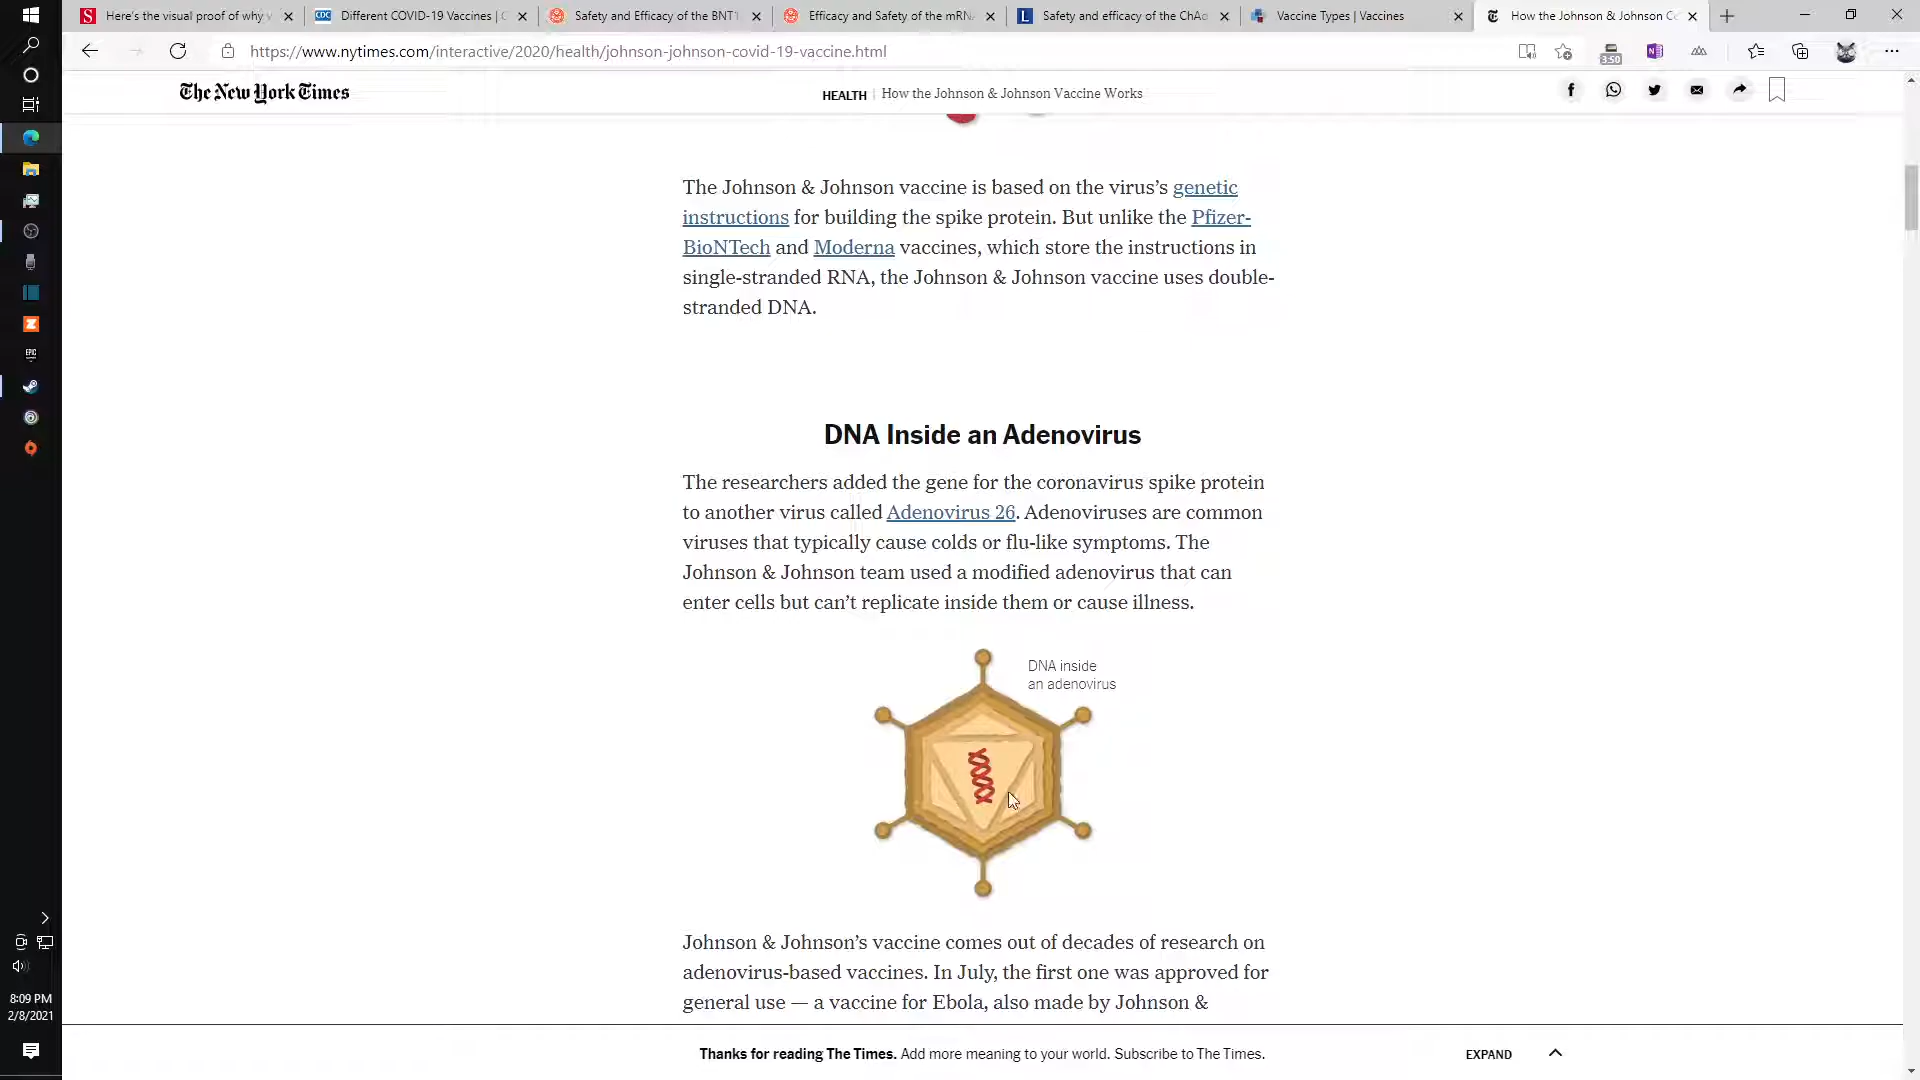 Here's the visual proof of why v
Different COVID-19 Vaccines | C
Safety and Efficacy of the BNT1
Efficacy and Safety of the mRNA
Safety and efficacy of the ChAd
Vaccine Types | Vaccines
How the Johnson & Johnson Co
https://www.nytimes.com/interactive/2020/health/johnson-johnson-covid-19-vaccine.html
3:50
The New York Times
HEALTH | How the Johnson & Johnson Vaccine Works
The Johnson & Johnson vaccine is based on the virus’s genetic
instructions for building the spike protein. But unlike the Pfizer-
BioNTech and Moderna vaccines, which store the instructions in
single-stranded RNA, the Johnson & Johnson vaccine uses double-
stranded DNA.
DNA Inside an Adenovirus
The researchers added the gene for the coronavirus spike protein
to another virus called Adenovirus 26. Adenoviruses are common
viruses that typically cause colds or flu-like symptoms. The
Johnson & Johnson team used a modified adenovirus that can
enter cells but can’t replicate inside them or cause illness.
DNA inside
an adenovirus
Johnson & Johnson’s vaccine comes out of decades of research on
adenovirus-based vaccines. In July, the first one was approved for
general use — a vaccine for Ebola, also made by Johnson &
Thanks for reading The Times. Add more meaning to your world. Subscribe to The Times.
EXPAND
EPIC
8:09 PM
2/8/2021